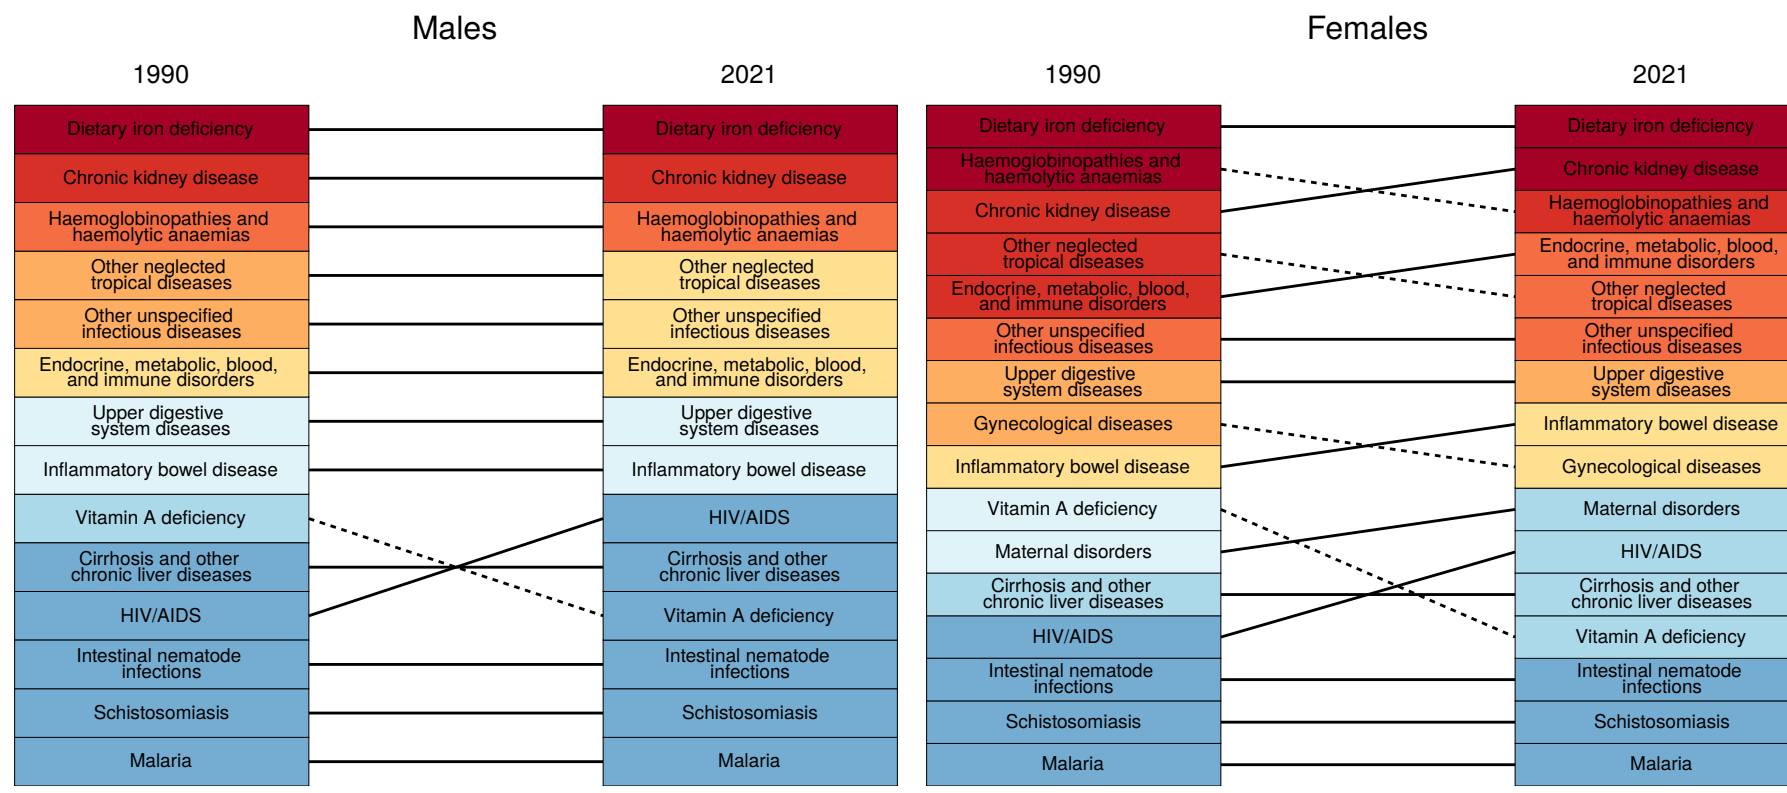 Males
1990
2021
Dietary iron deficiency
Chronic kidney disease
Haemoglobinopathies and
haemolytic anaemias
Other neglected
tropical diseases
Other unspecified
infectious diseases
Endocrine, metabolic, blood,
and immune disorders
Upper digestive
system diseases
Inflammatory bowel disease
Vitamin A deficiency
Cirrhosis and other
chronic liver diseases
HIV/AIDS
Intestinal nematode
infections
Schistosomiasis
Malaria
Dietary iron deficiency
Chronic kidney disease
Haemoglobinopathies and
haemolytic anaemias
Other neglected
tropical diseases
Other unspecified
infectious diseases
Endocrine, metabolic, blood,
and immune disorders
Upper digestive
system diseases
Inflammatory bowel disease
HIV/AIDS
Cirrhosis and other
chronic liver diseases
Vitamin A deficiency
Intestinal nematode
infections
Schistosomiasis
Malaria
Females
1990
2021
Dietary iron deficiency
Haemoglobinopathies and
haemolytic anaemias
Chronic kidney disease
Other neglected
tropical diseases
Endocrine, metabolic, blood,
and immune disorders
Other unspecified
infectious diseases
Upper digestive
system diseases
Gynecological diseases
Inflammatory bowel disease
Vitamin A deficiency
Maternal disorders
Cirrhosis and other
chronic liver diseases
HIV/AIDS
Intestinal nematode
infections
Schistosomiasis
Malaria
Dietary iron deficiency
Chronic kidney disease
Haemoglobinopathies and
haemolytic anaemias
Endocrine, metabolic, blood,
and immune disorders
Other neglected
tropical diseases
Other unspecified
infectious diseases
Upper digestive
system diseases
Inflammatory bowel disease
Gynecological diseases
Maternal disorders
HIV/AIDS
Cirrhosis and other
chronic liver diseases
Vitamin A deficiency
Intestinal nematode
infections
Schistosomiasis
Malaria